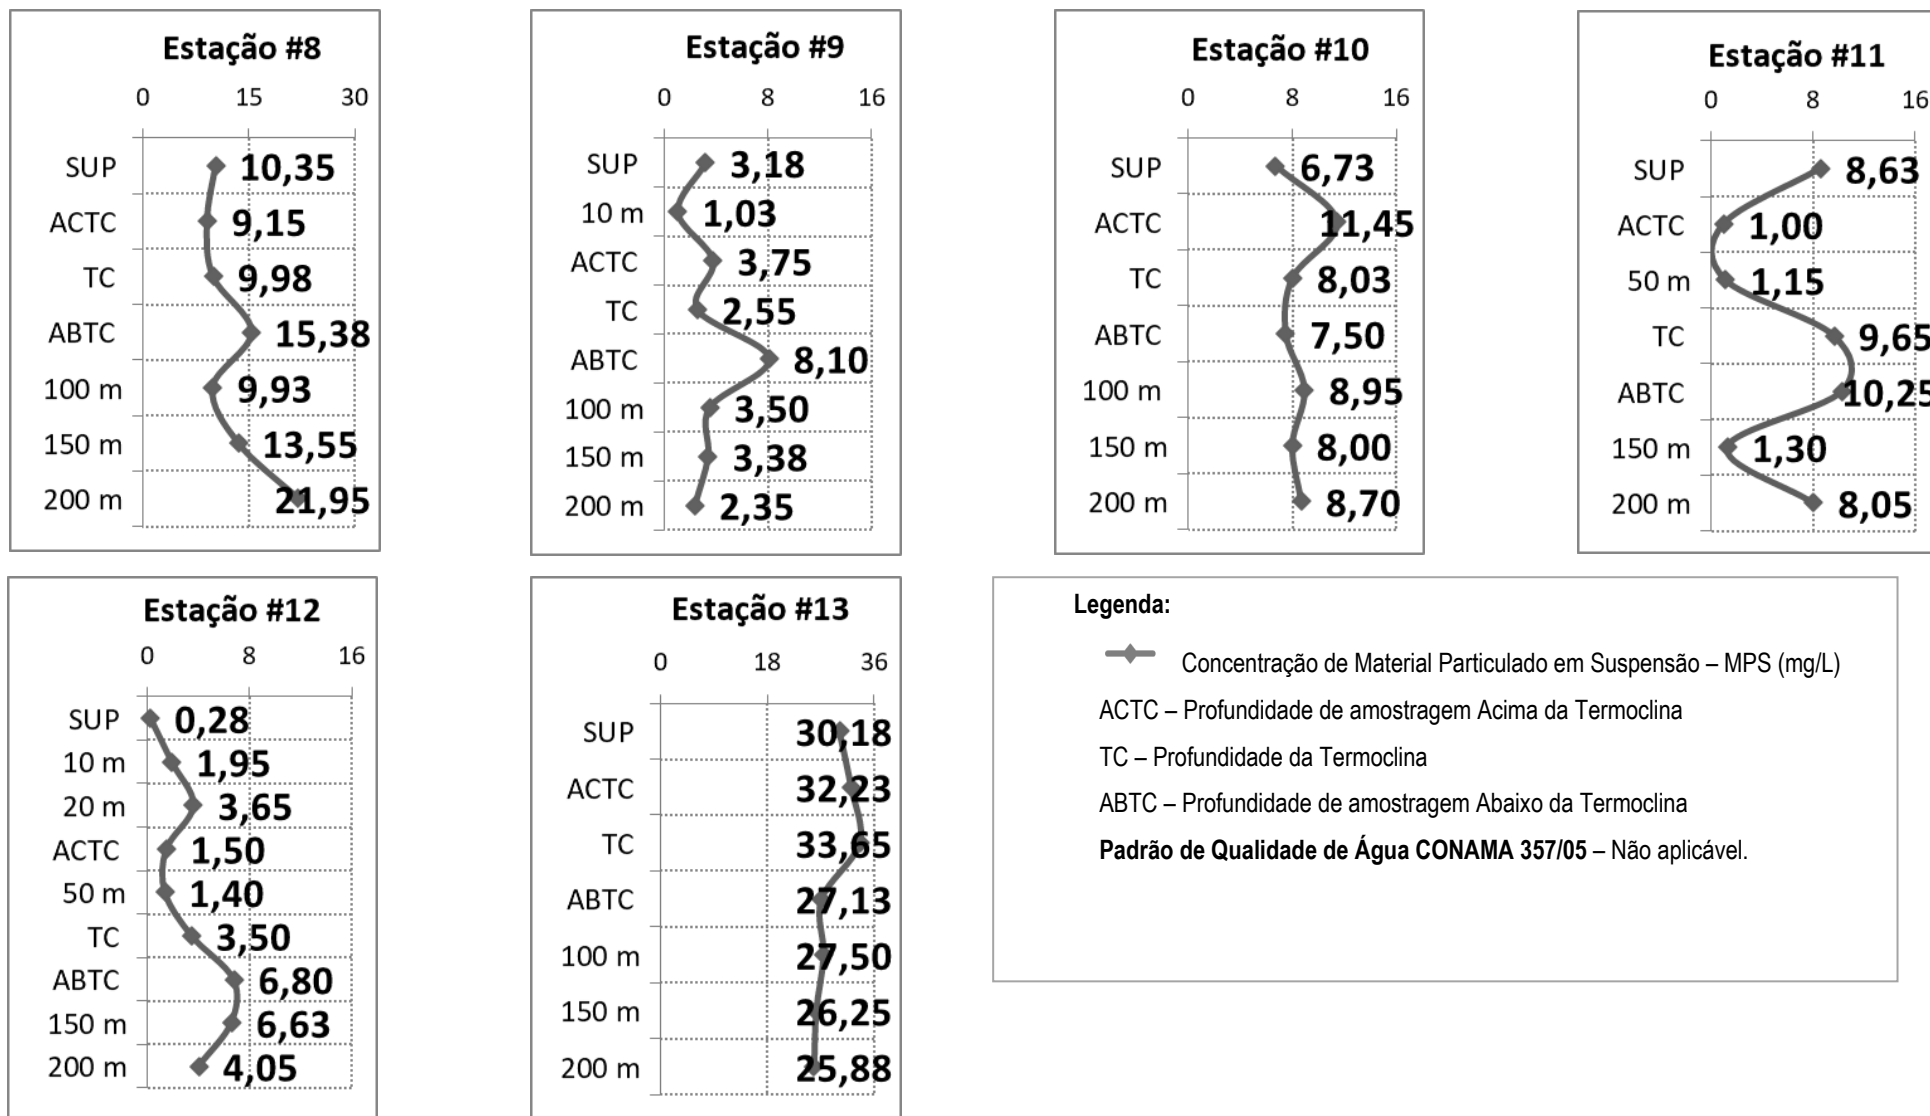 Estação #8
0 15 30
SUP 10,35
ACTC 9,15
TC 9,98
ABTC 15,38
100 m 9,93
150 m 13,55
200 m 21,95
Estação #9
0 8 16
SUP 3,18
10 m 1,03
ACTC 3,75
TC 2,55
ABTC 8,10
100 m 3,50
150 m 3,38
200 m 2,35
Estação #10
0 8 16
SUP 6,73
ACTC 11,45
TC 8,03
ABTC 7,50
100 m 8,95
150 m 8,00
200 m 8,70
Estação #11
0 8 16
SUP 8,63
ACTC 1,00
50 m 1,15
TC 9,65
ABTC 10,25
150 m 1,30
200 m 8,05
Estação #12
0 8 16
SUP 0,28
10 m 1,95
20 m 3,65
ACTC 1,50
50 m 1,40
TC 3,50
ABTC 6,80
150 m 6,63
200 m 4,05
Estação #13
0 18 36
SUP 30,18
ACTC 32,23
TC 33,65
ABTC 27,13
100 m 27,50
150 m 26,25
200 m 25,88
Legenda:
Concentração de Material Particulado em Suspensão – MPS (mg/L)
ACTC – Profundidade de amostragem Acima da Termoclina
TC – Profundidade da Termoclina
ABTC – Profundidade de amostragem Abaixo da Termoclina
Padrão de Qualidade de Água CONAMA 357/05 – Não aplicável.